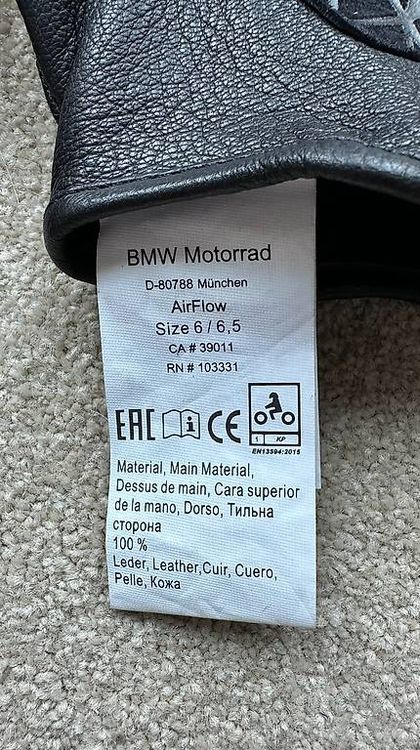 BMW Motorrad
D-80788 München
AirFlow
Size 6 / 6,5
CA # 39011
RN # 103331
EAC i CE
1 KP
EN13594:2015
Material, Main Material,
Dessus de main, Cara superior
de la mano, Dorso, Тильна
сторона
100 %
Leder, Leather,Cuir, Cuero,
Pelle, Кожа